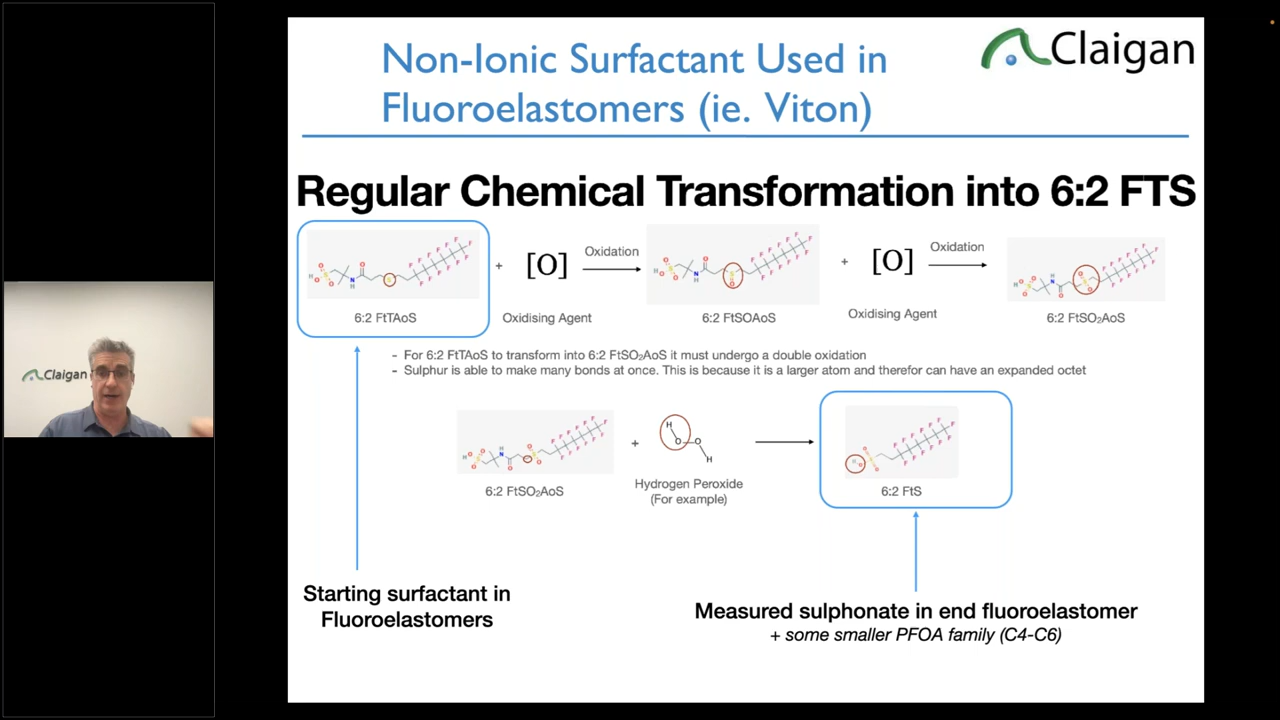 Claigan
Non-Ionic Surfactant Used in
Fluoroelastomers (ie. Viton)
Claigan
Regular Chemical Transformation into 6:2 FTS
+ [O] Oxidation + [O] Oxidation
6:2 FtTAoS Oxidising Agent 6:2 FtSOAoS Oxidising Agent 6:2 FtSO₂AoS
- For 6:2 FtTAoS to transform into 6:2 FtSO₂AoS it must undergo a double oxidation
- Sulphur is able to make many bonds at once. This is because it is a larger atom and therefor can have an expanded octet
+
6:2 FtSO₂AoS Hydrogen Peroxide 6:2 FtS
(For example)
Starting surfactant in
Fluoroelastomers
Measured sulphonate in end fluoroelastomer
+ some smaller PFOA family (C4-C6)